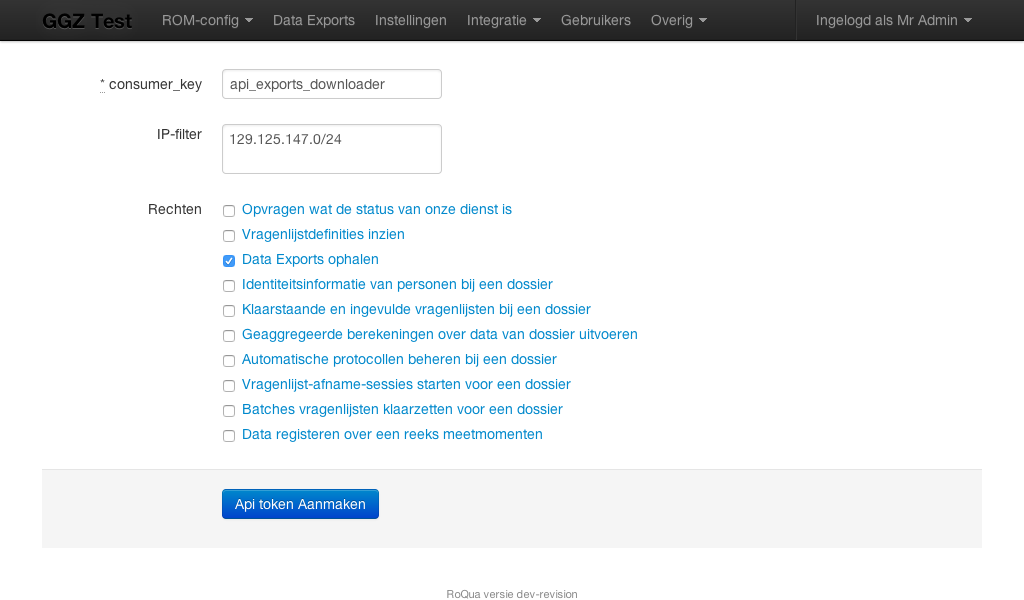 GGZ Test ROM-config Data Exports Instellingen Integratie Gebruikers Overig Ingelogd als Mr Admin
* consumer_key api_exports_downloader
IP-filter 129.125.147.0/24
Rechten Opvragen wat de status van onze dienst is
Vragenlijstdefinities inzien
Data Exports ophalen
Identiteitsinformatie van personen bij een dossier
Klaarstaande en ingevulde vragenlijsten bij een dossier
Geaggregeerde berekeningen over data van dossier uitvoeren
Automatische protocollen beheren bij een dossier
Vragenlijst-afname-sessies starten voor een dossier
Batches vragenlijsten klaarzetten voor een dossier
Data registeren over een reeks meetmomenten
Api token Aanmaken
RoQua versie dev-revision